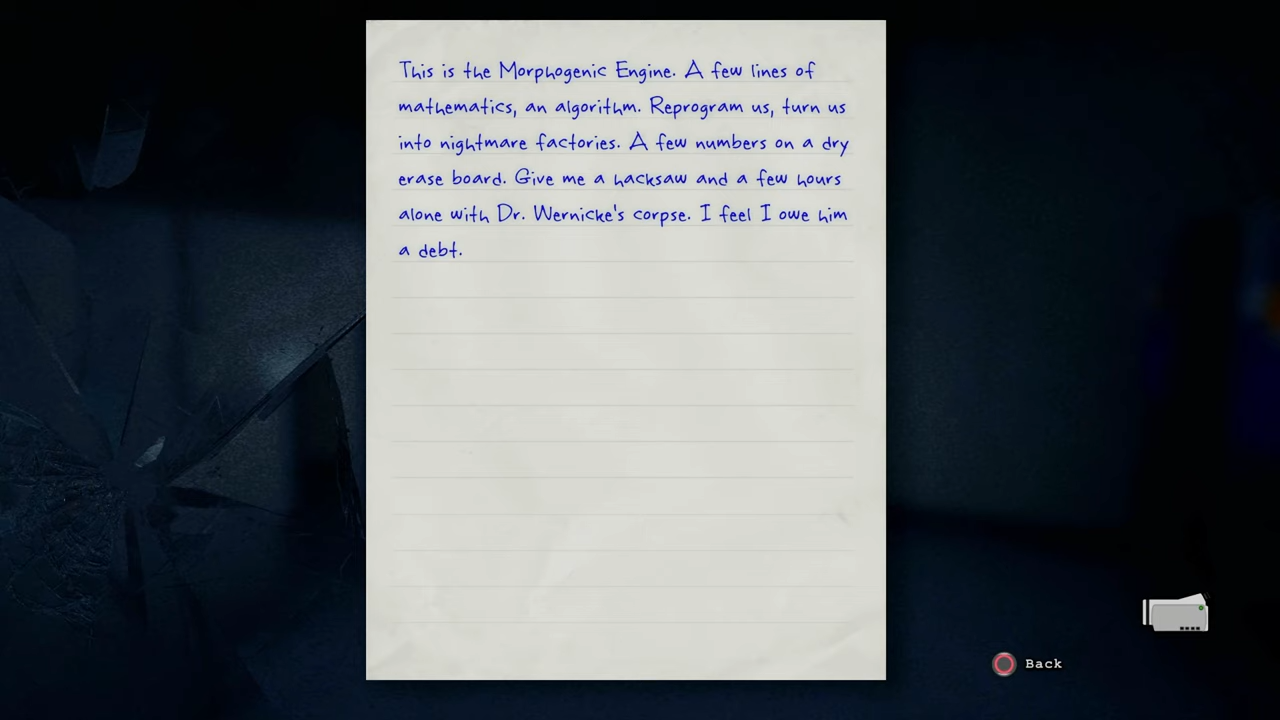 This is the Morphogenic Engine. A few lines of
mathematics, an algorithm. Reprogram us, turn us
into nightmare factories. A few numbers on a dry
erase board. Give me a hacksaw and a few hours
alone with Dr. Wernicke's corpse. I feel I owe him
a debt.
Back